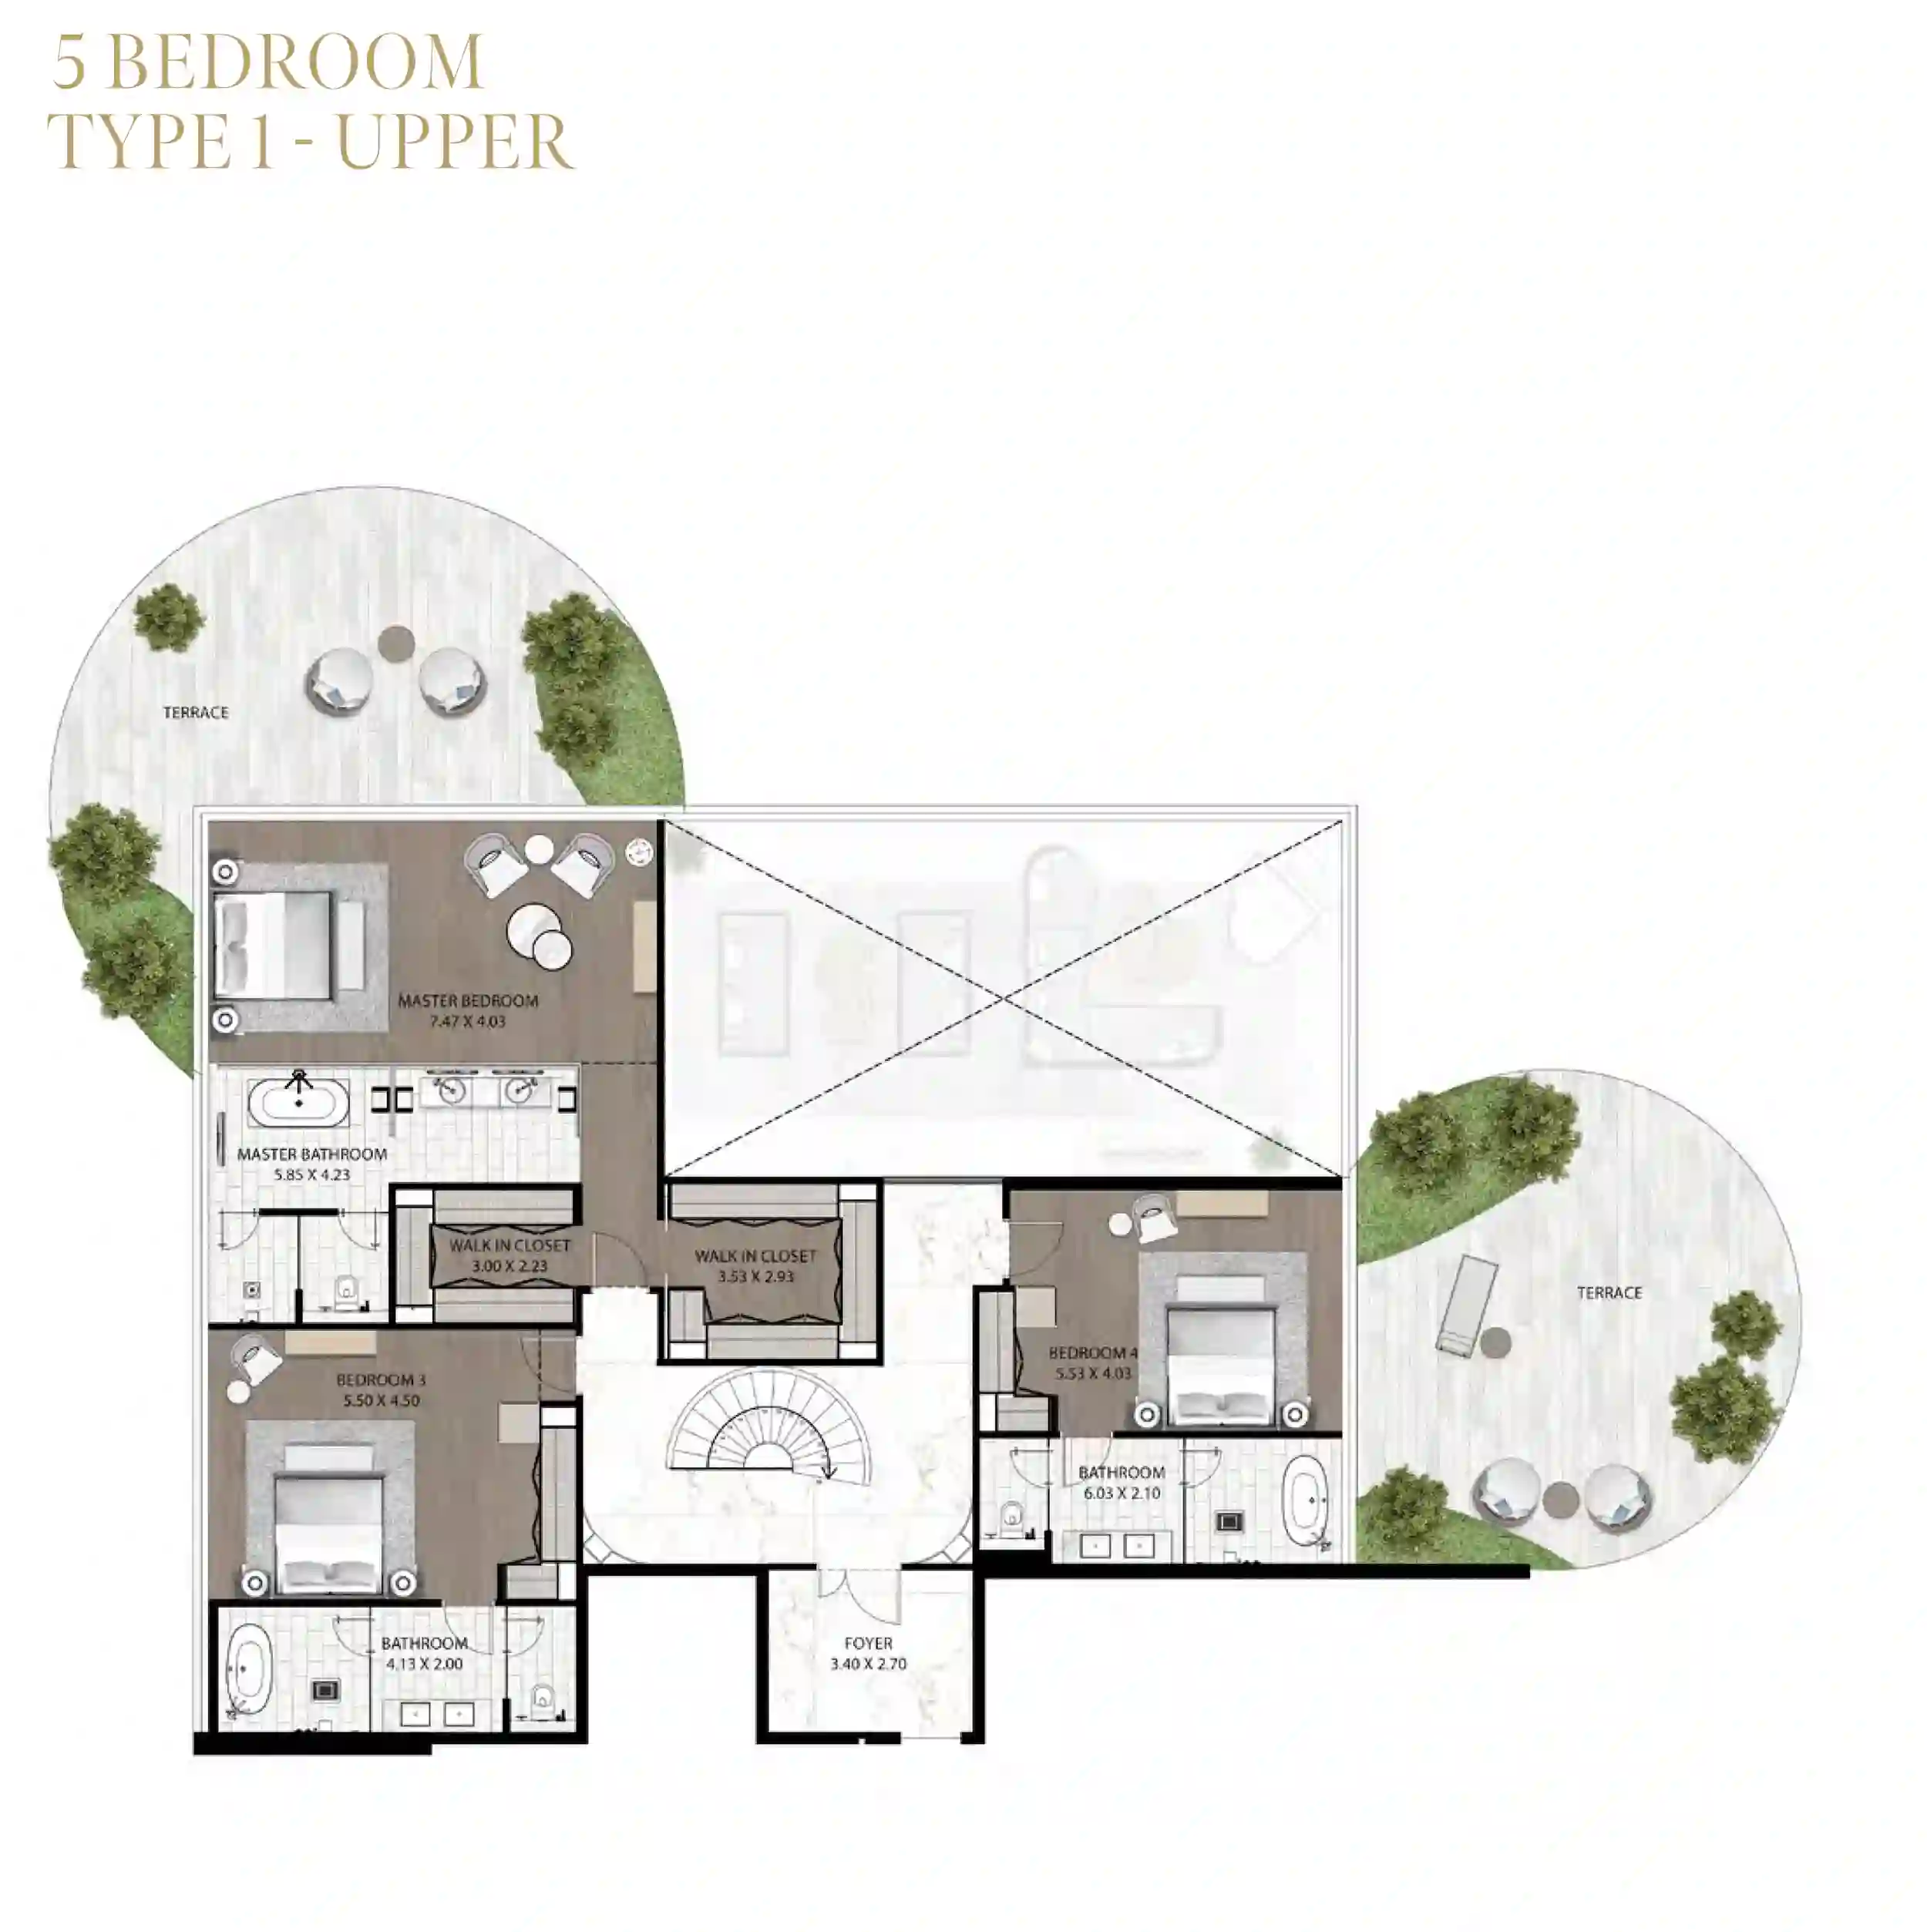 5 BEDROOM
TYPE 1 - UPPER
TERRACE
MASTER BEDROOM
7.47 X 4.03
MASTER BATHROOM
5.85 X 4.23
WALK IN CLOSET
3.00 X 2.23
WALK IN CLOSET
3.53 X 2.93
TERRACE
BEDROOM 4
5.53 X 4.03
BEDROOM 3
5.50 X 4.50
BATHROOM
6.03 X 2.10
BATHROOM
4.13 X 2.00
FOYER
3.40 X 2.70